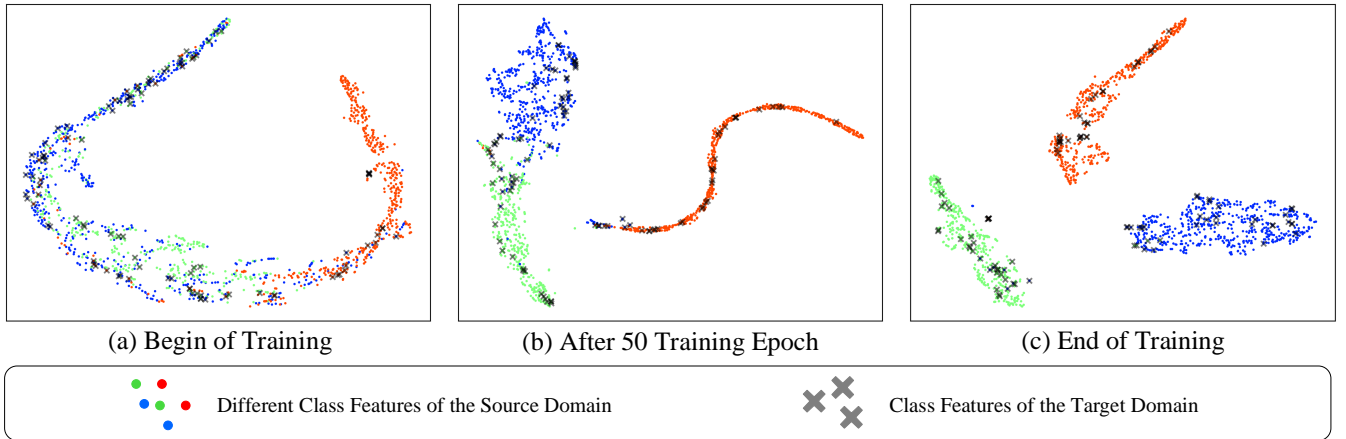 (a) Begin of Training
(b) After 50 Training Epoch
(c) End of Training
Different Class Features of the Source Domain
Class Features of the Target Domain